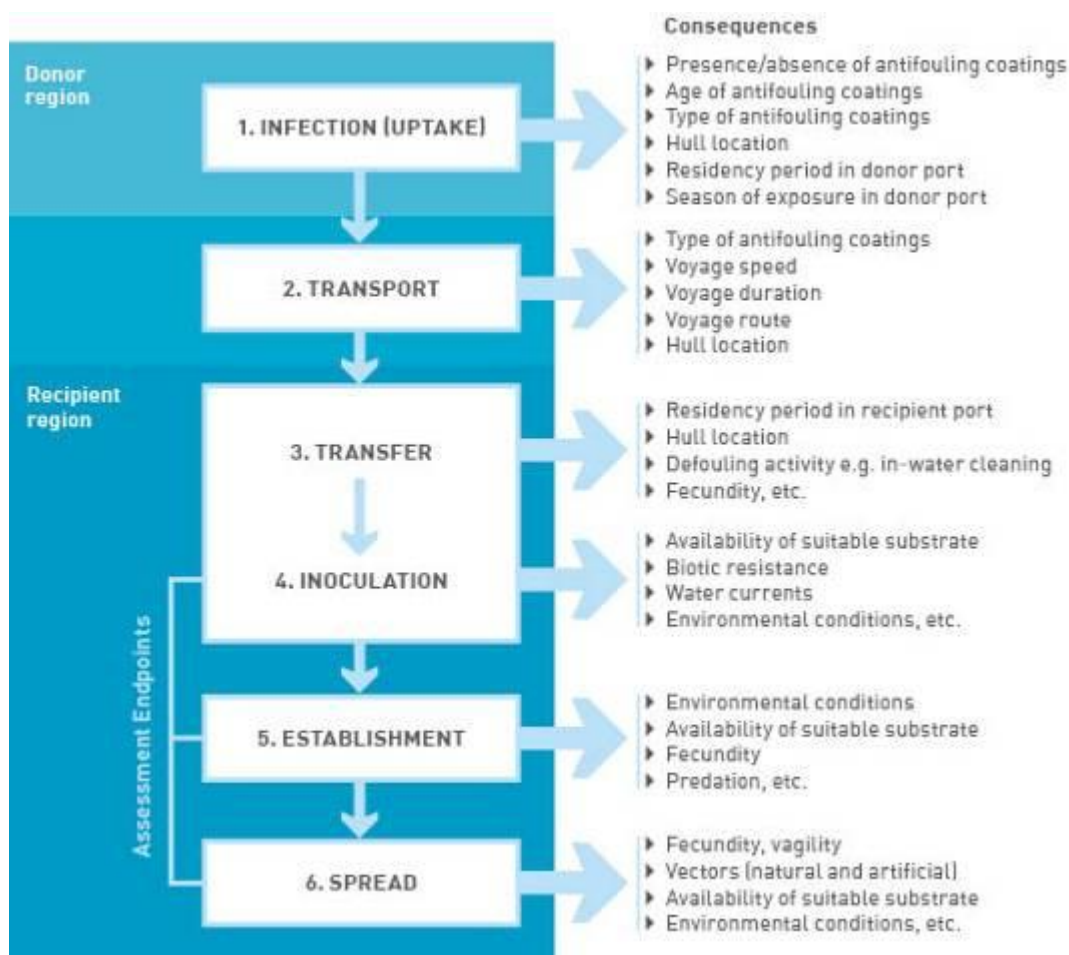 Consequences
Donor
region
1. INFECTION (UPTAKE)
Presence/absence of antifouling coatings
Age of antifouling coatings
Type of antifouling coatings
Hull location
Residency period in donor port
Season of exposure in donor port
2. TRANSPORT
Type of antifouling coatings
Voyage speed
Voyage duration
Voyage route
Hull location
Recipient
region
3. TRANSFER
Residency period in recipient port
Hull location
Defouling activity e.g. in-water cleaning
Fecundity, etc.
4. INOCULATION
Availability of suitable substrate
Biotic resistance
Water currents
Environmental conditions, etc.
Assessment Endpoints
5. ESTABLISHMENT
Environmental conditions
Availability of suitable substrate
Fecundity
Predation, etc.
6. SPREAD
Fecundity, vagility
Vectors (natural and artificial)
Availability of suitable substrate
Environmental conditions, etc.